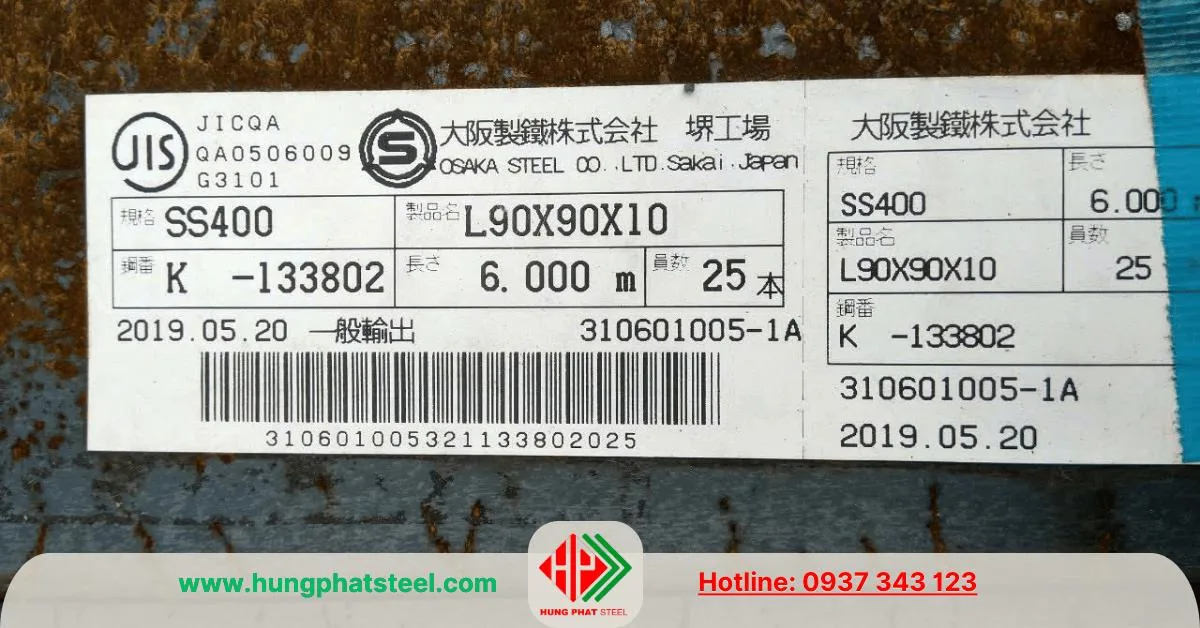 JIS
JICQA
QA0506009
G3101
S
大阪製鐵株式会社 堺工場
OSAKA STEEL CO.,LTD.Sakai.Japan
規格 SS400 製品名 L90X90X10
鋼番 K -133802 長さ 6.000 m 員数 25本
2019.05.20 一般輸出 310601005-1A
310601005321133802025
大阪製鐵株式会社
規格 長さ
SS400 6.000
製品名 員数
L90X90X10 25
鋼番
K -133802
310601005-1A
2019.05.20
www.hungphatsteel.com
HP
HUNG PHAT STEEL
Hotline: 0937 343 123